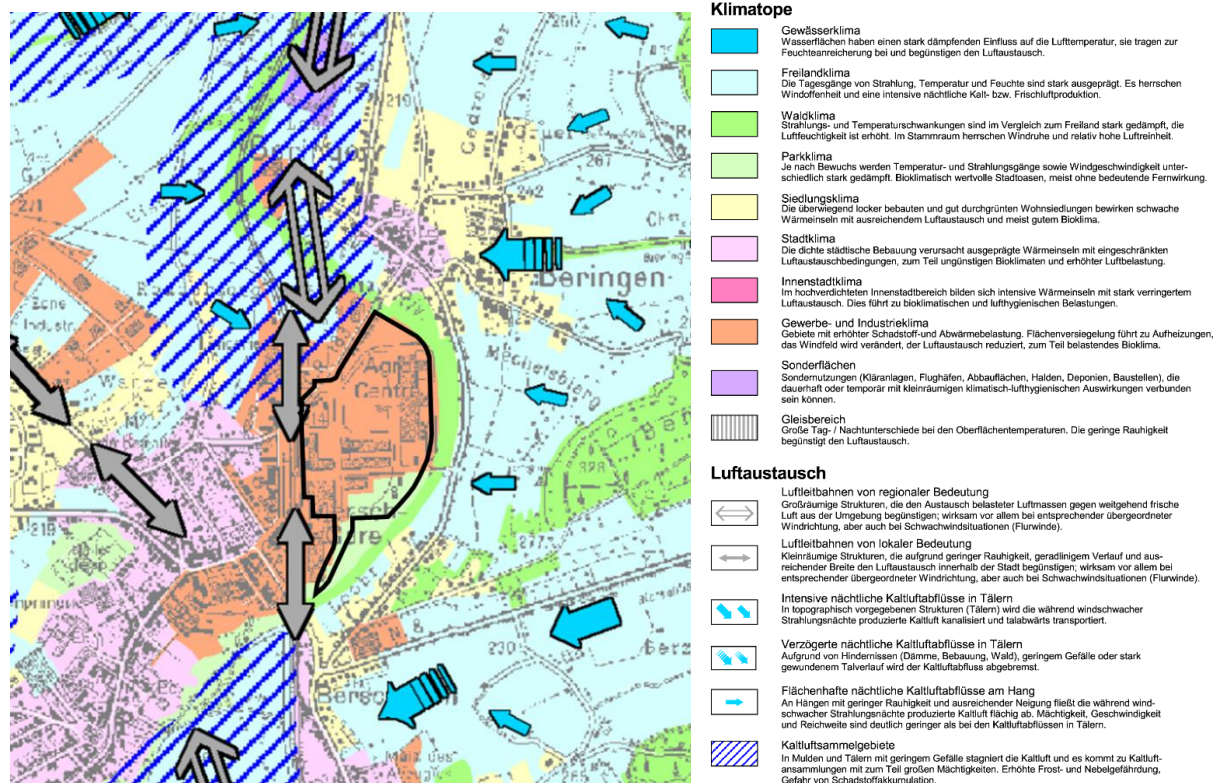 Beringen
Agro-
Centre
Mersch-
Gare
Klimatope
Gewässerklima
Wasserflächen haben einen stark dämpfenden Einfluss auf die Lufttemperatur, sie tragen zur
Feuchteanreicherung bei und begünstigen den Luftaustausch.
Freilandklima
Die Tagesgänge von Strahlung, Temperatur und Feuchte sind stark ausgeprägt. Es herrschen
Windoffenheit und eine intensive nächtliche Kalt- bzw. Frischluftproduktion.
Waldklima
Strahlungs- und Temperaturschwankungen sind im Vergleich zum Freiland stark gedämpft, die
Luftfeuchtigkeit ist erhöht. Im Stammraum herrschen Windruhe und relativ hohe Luftreinheit.
Parkklima
Je nach Bewuchs werden Temperatur- und Strahlungsgänge sowie Windgeschwindigkeit unter-
schiedlich stark gedämpft. Bioklimatisch wertvolle Stadtoasen, meist ohne bedeutende Fernwirkung.
Siedlungsklima
Die überwiegend locker bebauten und gut durchgrünten Wohnsiedlungen bewirken schwache
Wärmeinseln mit ausreichendem Luftaustausch und meist gutem Bioklima.
Stadtklima
Die dichte städtische Bebauung verursacht ausgeprägte Wärmeinseln mit eingeschränkten
Luftaustauschbedingungen, zum Teil ungünstigen Bioklimaten und erhöhter Luftbelastung.
Innenstadtklima
Im hochverdichteten Innenstadtbereich bilden sich intensive Wärmeinseln mit stark verringertem
Luftaustausch. Dies führt zu bioklimatischen und lufthygienischen Belastungen.
Gewerbe- und Industrieklima
Gebiete mit erhöhter Schadstoff-und Abwärmebelastung. Flächenversiegelung führt zu Aufheizungen,
das Windfeld wird verändert, der Luftaustausch reduziert, zum Teil belastendes Bioklima.
Sonderflächen
Sondernutzungen (Kläranlagen, Flughäfen, Abbauflächen, Halden, Deponien, Baustellen), die
dauerhaft oder temporär mit kleinräumigen klimatisch-lufthygienischen Auswirkungen verbunden
sein können.
Gleisbereich
Große Tag- / Nachtunterschiede bei den Oberflächentemperaturen. Die geringe Rauhigkeit
begünstigt den Luftaustausch.
Luftaustausch
Luftleitbahnen von regionaler Bedeutung
Großräumige Strukturen, die den Austausch belasteter Luftmassen gegen weitgehend frische
Luft aus der Umgebung begünstigen; wirksam vor allem bei entsprechender übergeordneter
Windrichtung, aber auch bei Schwachwindsituationen (Flurwinde).
Luftleitbahnen von lokaler Bedeutung
Kleinräumige Strukturen, die aufgrund geringer Rauhigkeit, geradlinigem Verlauf und aus-
reichender Breite den Luftaustausch innerhalb der Stadt begünstigen; wirksam vor allem bei
entsprechender übergeordneter Windrichtung, aber auch bei Schwachwindsituationen (Flurwinde).
Intensive nächtliche Kaltluftabflüsse in Tälern
In topographisch vorgegebenen Strukturen (Tälern) wird die während windschwacher
Strahlungsnächte produzierte Kaltluft kanalisiert und talabwärts transportiert.
Verzögerte nächtliche Kaltluftabflüsse in Tälern
Aufgrund von Hindernissen (Dämme, Bebauung, Wald), geringem Gefälle oder stark
gewundenem Talverlauf wird der Kaltluftabfluss abgebremst.
Flächenhafte nächtliche Kaltluftabflüsse am Hang
An Hängen mit geringer Rauhigkeit und ausreichender Neigung fließt die während wind-
schwacher Strahlungsnächte produzierte Kaltluft flächig ab. Mächtigkeit, Geschwindigkeit
und Reichweite sind deutlich geringer als bei den Kaltluftabflüssen in Tälern.
Kaltluftsammelgebiete
In Mulden und Tälern mit geringem Gefälle stagniert die Kaltluft und es kommt zu Kaltluft-
ansammlungen mit zum Teil großen Mächtigkeiten. Erhöhte Frost- und Nebelgefährdung,
Gefahr von Schadstoffakkumulation.